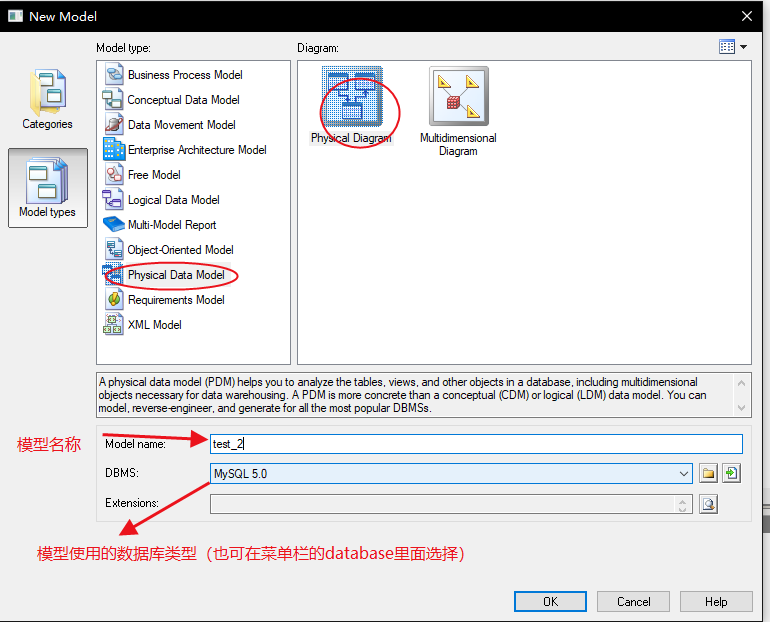 New Model
Model type:
Diagram:
Categories
Model types
Business Process Model
Conceptual Data Model
Data Movement Model
Enterprise Architecture Model
Free Model
Logical Data Model
Multi-Model Report
Object-Oriented Model
Physical Data Model
Requirements Model
XML Model
Physical Diagram
Multidimensional
Diagram
A physical data model (PDM) helps you to analyze the tables, views, and other objects in a database, including multidimensional
objects necessary for data warehousing. A PDM is more concrete than a conceptual (CDM) or logical (LDM) data model. You can
model, reverse-engineer, and generate for all the most popular DBMSs.
模型名称
Model name:
test_2
DBMS:
MySQL 5.0
Extensions:
模型使用的数据库类型（也可在菜单栏的database里面选择）
OK
Cancel
Help